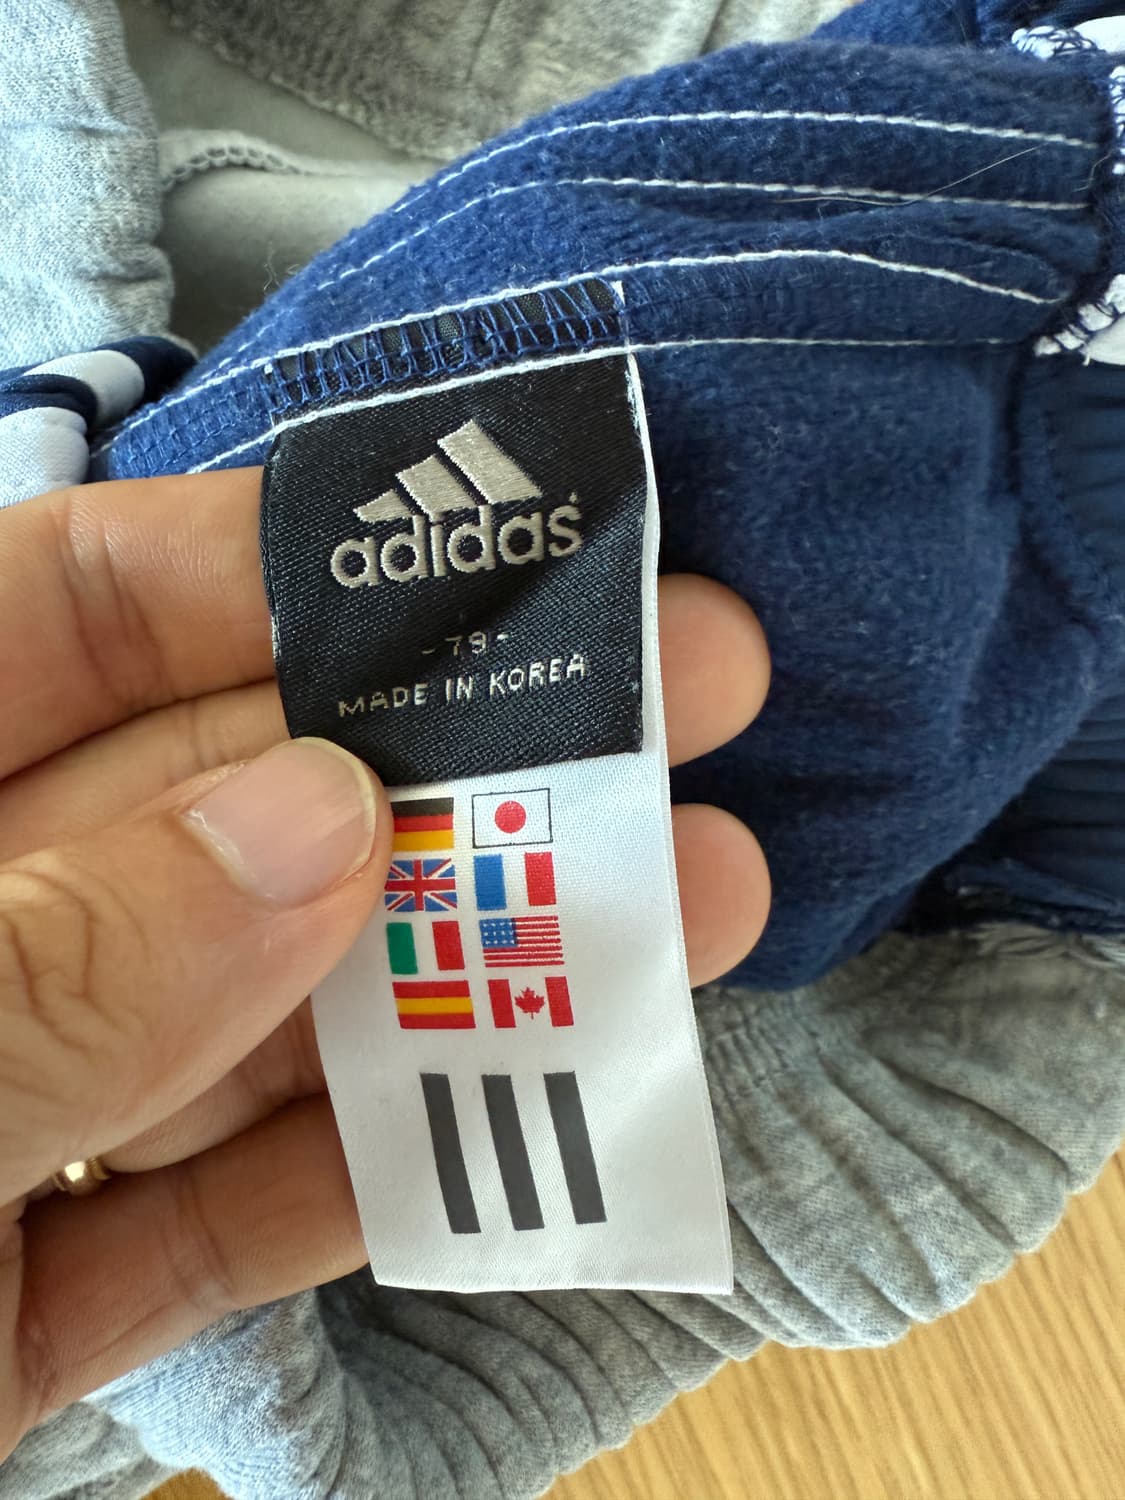 adidas
- 79 -
MADE IN KOREA